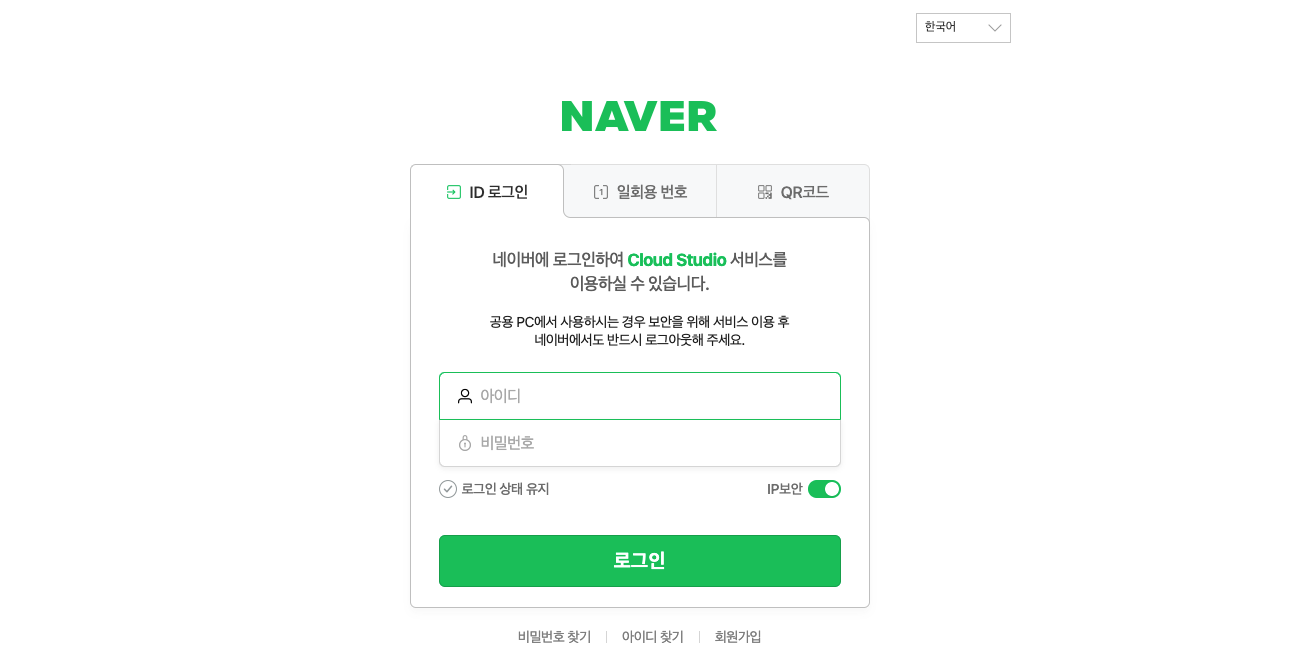 한국어
NAVER
ID 로그인
일회용 번호
QR코드
네이버에 로그인하여 Cloud Studio 서비스를
이용하실 수 있습니다.
공용 PC에서 사용하시는 경우 보안을 위해 서비스 이용 후
네이버에서도 반드시 로그아웃해 주세요.
아이디
비밀번호
로그인 상태 유지
IP보안
로그인
비밀번호 찾기
아이디 찾기
회원가입